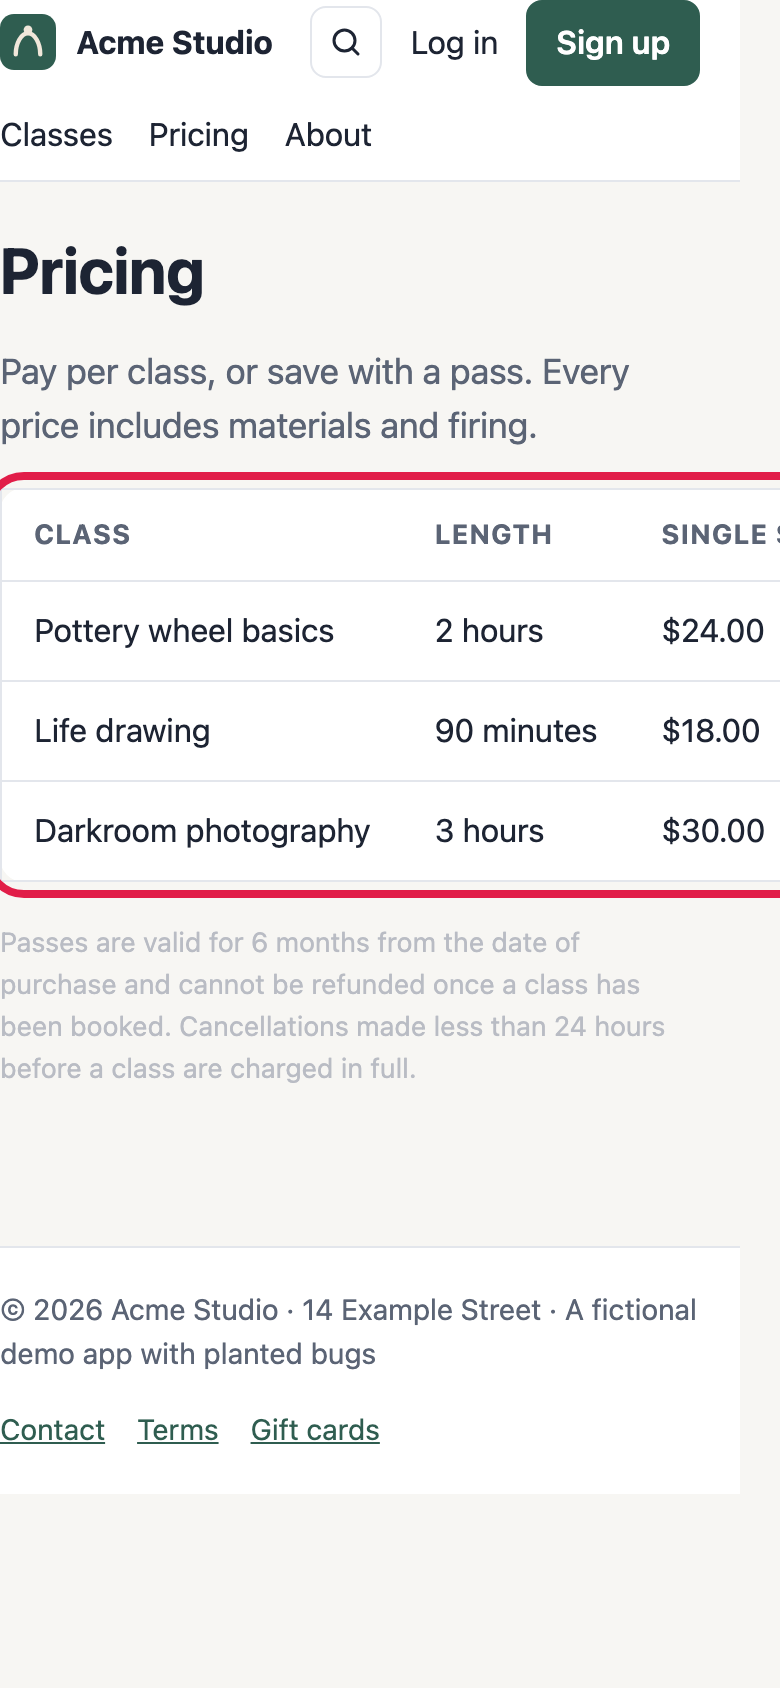 Acme Studio Log in Sign up
Classes Pricing About
Pricing
Pay per class, or save with a pass. Every
price includes materials and firing.
CLASS LENGTH SINGLE
Pottery wheel basics 2 hours $24.00
Life drawing 90 minutes $18.00
Darkroom photography 3 hours $30.00
Passes are valid for 6 months from the date of
purchase and cannot be refunded once a class has
been booked. Cancellations made less than 24 hours
before a class are charged in full.
© 2026 Acme Studio · 14 Example Street · A fictional
demo app with planted bugs
Contact Terms Gift cards